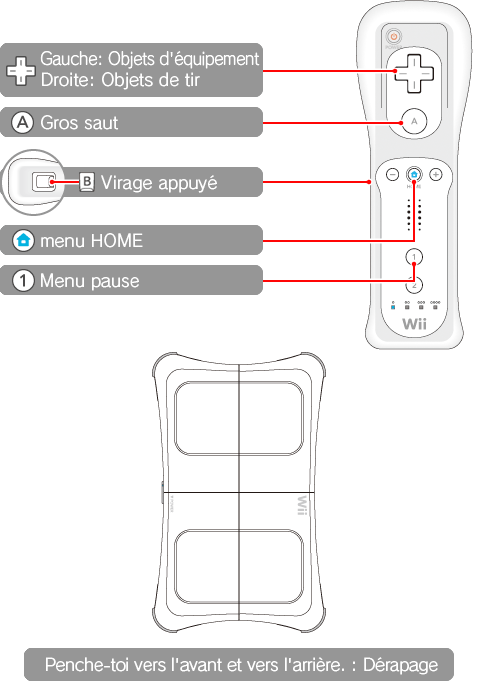 Gauche: Objets d'équipement
Droite: Objets de tir
A Gros saut
B Virage appuyé
menu HOME
1 Menu pause
POWER
A
HOME
1
2
Wii
Wii
Penche-toi vers l'avant et vers l'arrière. : Dérapage